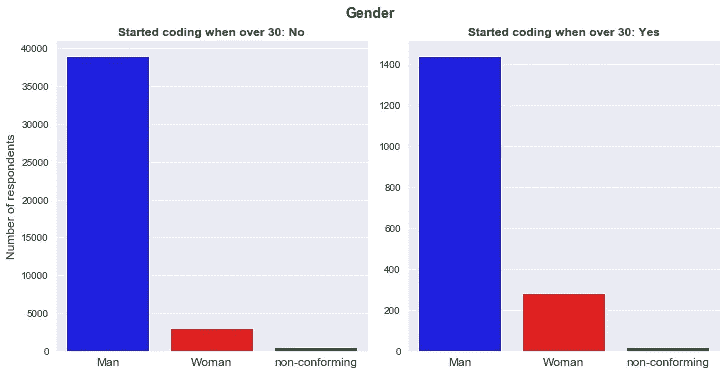 Gender
Started coding when over 30: No
Number of respondents
40000
35000
30000
25000
20000
15000
10000
5000
0
Man Woman non-conforming
Started coding when over 30: Yes
1400
1200
1000
800
600
400
200
0
Man Woman non-conforming